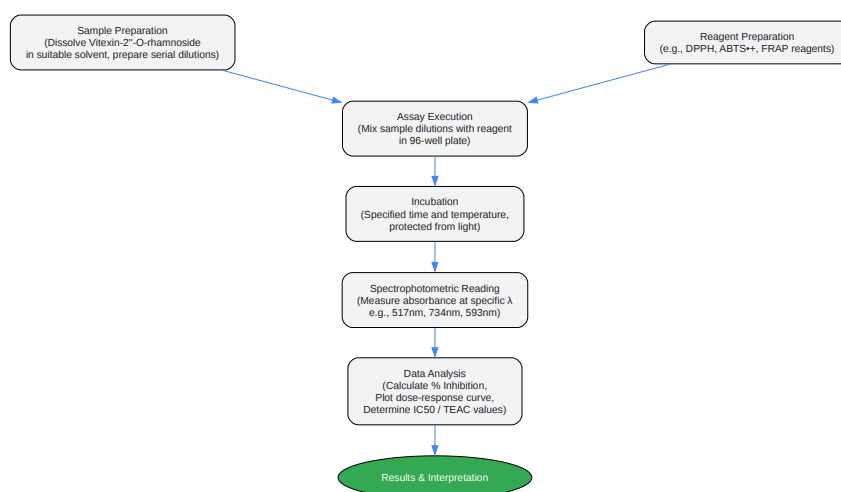 Sample Preparation
(Dissolve Vitexin-2"-O-rhamnoside
in suitable solvent, prepare serial dilutions)
Reagent Preparation
(e.g., DPPH, ABTS•+, FRAP reagents)
Assay Execution
(Mix sample dilutions with reagent
in 96-well plate)
Incubation
(Specified time and temperature,
protected from light)
Spectrophotometric Reading
(Measure absorbance at specific λ
e.g., 517nm, 734nm, 593nm)
Data Analysis
(Calculate % Inhibition,
Plot dose-response curve,
Determine IC50 / TEAC values)
Results & Interpretation